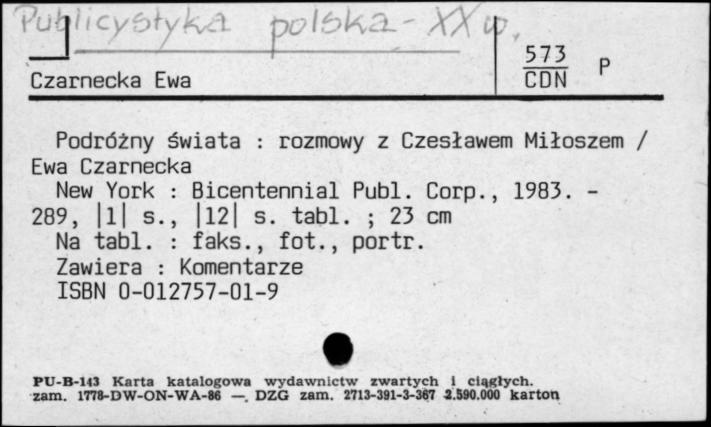 Publicystyka polska - XX w.
573
CDN P
Czarnecka Ewa
Podróżny świata : rozmowy z Czesławem Miłoszem /
Ewa Czarnecka
New York : Bicentennial Publ. Corp., 1983. -
289, |1| s., |12| s. tabl. ; 23 cm
Na tabl. : faks., fot., portr.
Zawiera : Komentarze
ISBN 0-012757-01-9
PU-B-143 Karta katalogowa wydawnictw zwartych i ciągłych.
zam. 1778-DW-ON-WA-86 — DZG zam. 2713-391-3-367 2.590.000 karton